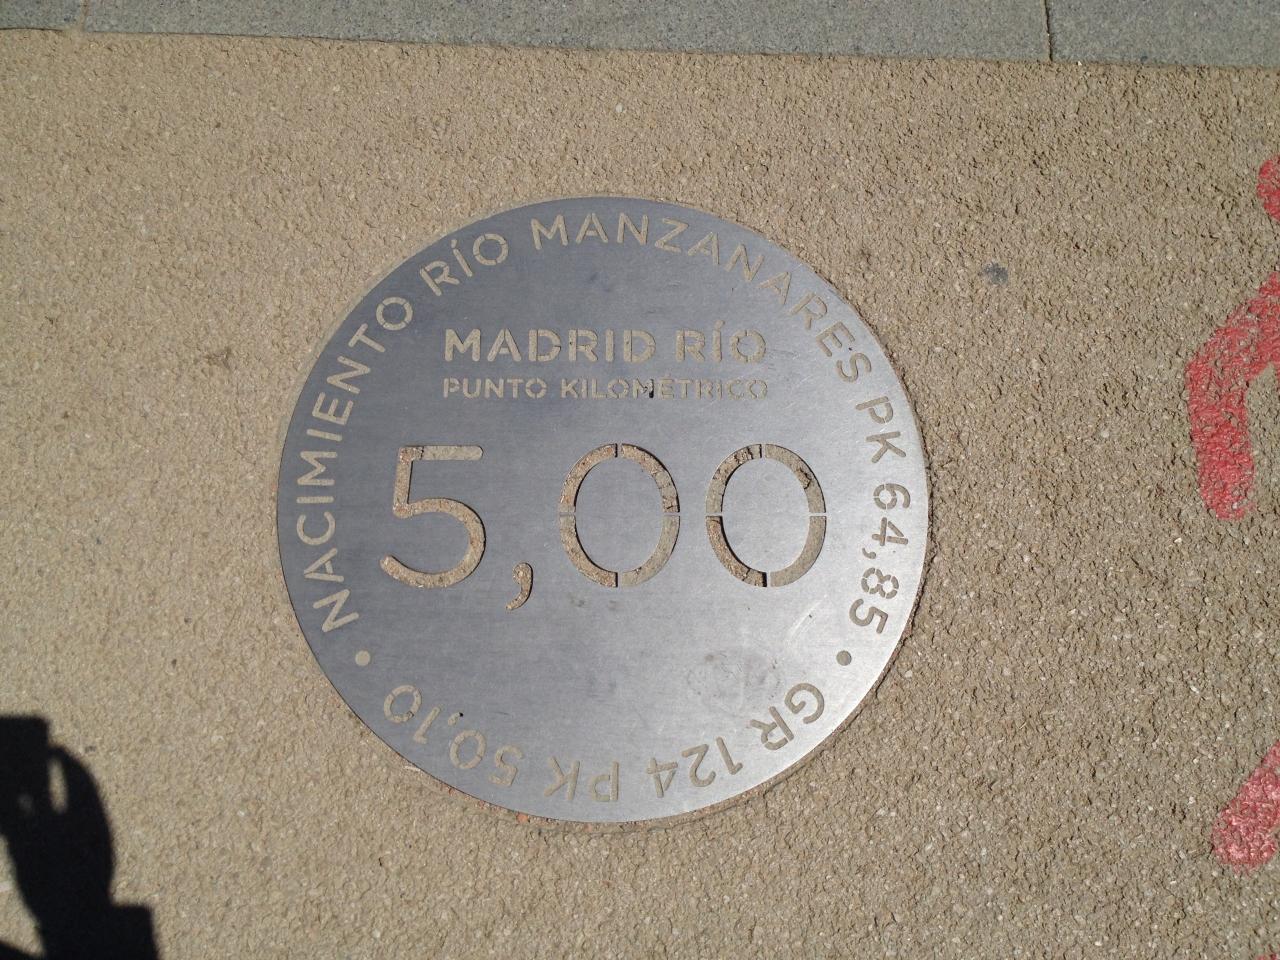 NACIMIENTO RÍO MANZANARES PK 64,85 •
MADRID RÍO
PUNTO KILOMÉTRICO
5,00
GR 124 PK 50,10 •